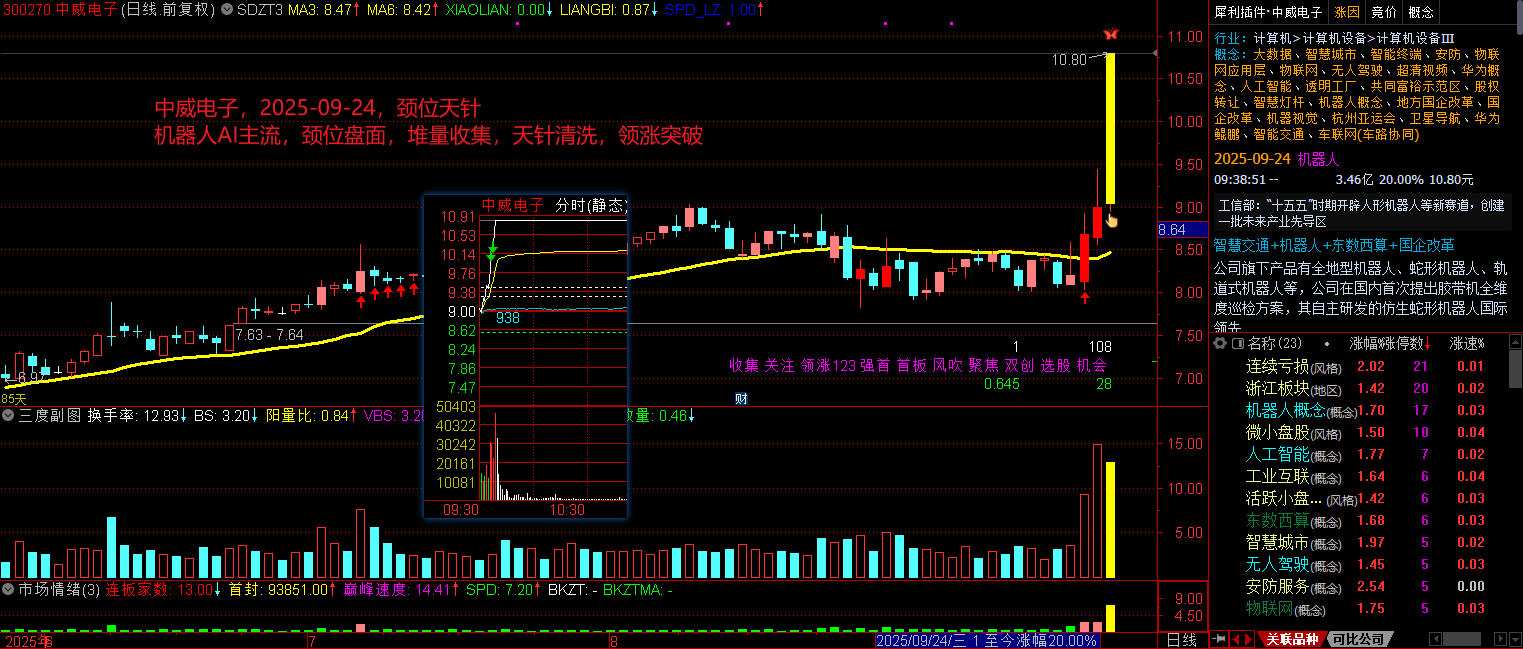 300270 中威电子(日线.前复权) SDZT3 MA3: 8.47↑ MA6: 8.42↑ XIAOLIAN: 0.00↓ LIANGBI: 0.87↓ SPD_LZ 1.00↑
中威电子，2025-09-24，颈位天针
机器人AI主流，颈位盘面，堆量收集，天针清洗，领涨突破
10.80
11.00
10.50
10.00
9.50
9.00
8.64
8.50
8.00
7.50
7.00
7.63 - 7.64
6.93
85天
中威电子 分时(静态)
10.91
10.53
10.14
9.76
9.38
9.00
8.62
8.24
7.86
7.47
938
50403
40322
30242
20161
10081
09:30 10:30
1 108
收集 关注 领涨123 强首 首板 风吹 聚焦 双创 选股 机会
0.645 28
财
三度副图 换手率: 12.93↓ BS: 3.20↓ 阳量比: 0.84↑ VBS: 3.20
量: 0.46↓
15.00
10.00
5.00
市场情绪(3) 连板家数: 13.00↓ 首封: 93851.00↑ 巅峰速度: 14.41↑ SPD: 7.20↑ BKZT: - BKZTMA: -
9.00
4.50
2025年 6 7 8 2025/09/24/三 1 至今涨幅20.00% 日线
犀利插件·中威电子 涨因 竞价 概念
行业: 计算机>计算机设备>计算机设备Ⅲ
概念: 大数据、智慧城市、智能终端、安防、物联
网应用层、物联网、无人驾驶、超清视频、华为概
念、人工智能、透明工厂、共同富裕示范区、股权
转让、智慧灯杆、机器人概念、地方国企改革、国
企改革、机器视觉、杭州亚运会、卫星导航、华为
鲲鹏、智能交通、车联网(车路协同)
2025-09-24 机器人
09:38:51 -- 3.46亿 20.00% 10.80元
工信部：“十五五”时期开辟人形机器人等新赛道，创建
一批未来产业先导区
智慧交通+机器人+东数西算+国企改革
公司旗下产品有全地型机器人、蛇形机器人、轨
道式机器人等，公司在国内首次提出胶带机全维
度巡检方案，其自主研发的仿生蛇形机器人国际
领先
名称(23) • 涨幅% 涨停数↓ 涨速%
连续亏损(风格) 2.02 21 0.01
浙江板块(地区) 1.42 20 0.02
机器人概念(概念) 1.70 17 0.03
微小盘股(风格) 1.50 10 0.04
人工智能(概念) 1.77 7 0.02
工业互联(概念) 1.64 6 0.04
活跃小盘...(风格) 1.42 6 0.03
东数西算(概念) 1.68 6 0.03
智慧城市(概念) 1.97 5 0.02
无人驾驶(概念) 1.45 5 0.03
安防服务(概念) 2.54 5 0.00
物联网(概念) 1.75 5 0.03
关联品种 可比公司